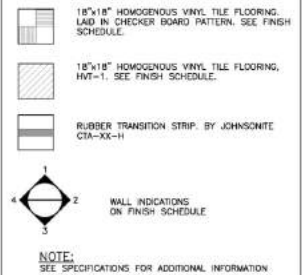 18"x18" HOMOGENOUS VINYL TILE FLOORING.
LAID IN CHECKER BOARD PATTERN. SEE FINISH
SCHEDULE.
18"x18" HOMOGENOUS VINYL TILE FLOORING,
HVT-1. SEE FINISH SCHEDULE.
RUBBER TRANSITION STRIP. BY JOHNSONITE
CTA-XX-H
1
4
2
3
WALL INDICATIONS
ON FINISH SCHEDULE
NOTE:
SEE SPECIFICATIONS FOR ADDITIONAL INFORMATION